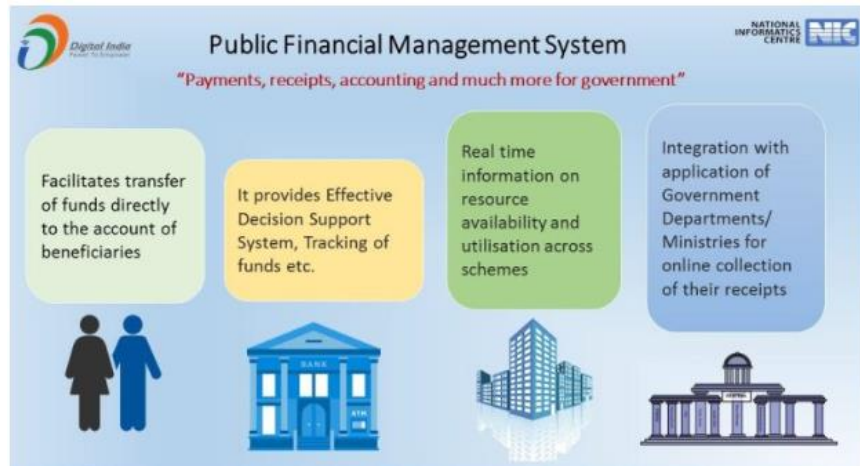 Digital India
Power To Empower
Public Financial Management System
NATIONAL
INFORMATICS
CENTRE
NIC
“Payments, receipts, accounting and much more for government”
Facilitates transfer
of funds directly
to the account of
beneficiaries
It provides Effective
Decision Support
System, Tracking of
funds etc.
Real time
information on
resource
availability and
utilisation across
schemes
Integration with
application of
Government
Departments/
Ministries for
online collection
of their receipts
BANK
ATM